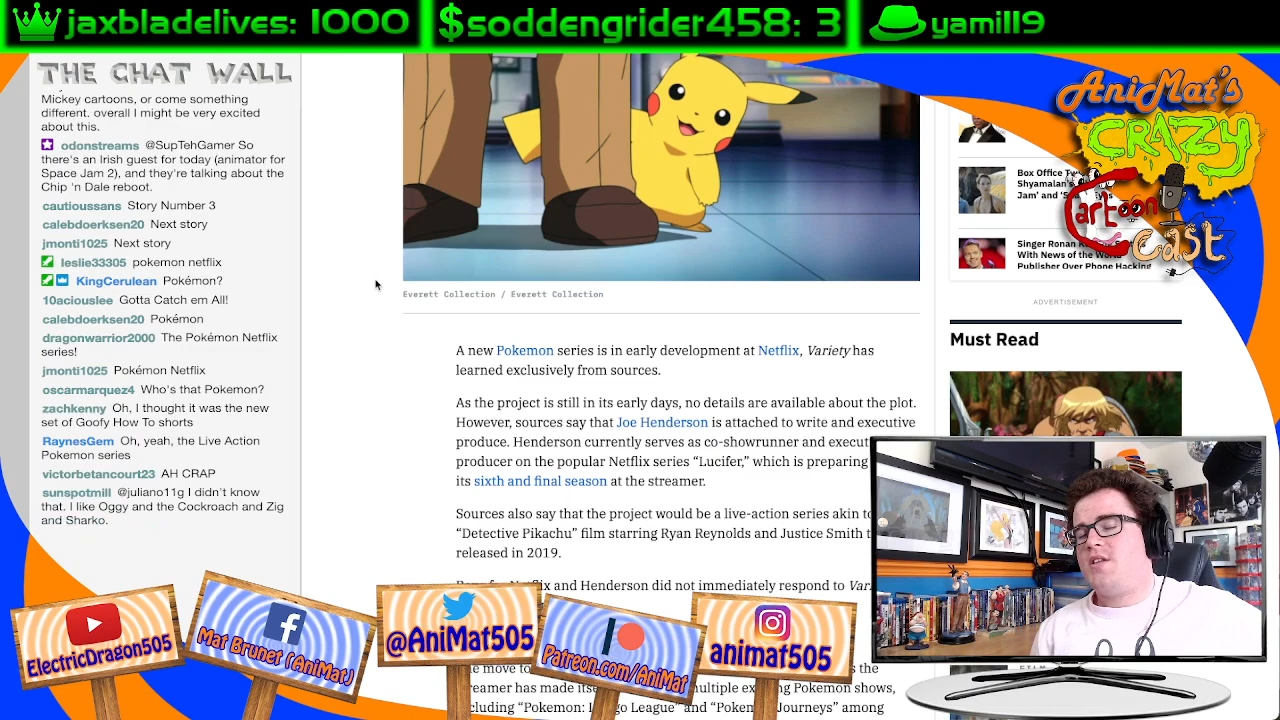 jaxbladelives: 1000
$soddengrider458: 3
yamill9
THE CHAT WALL
Mickey cartoons, or come something
different. overall I might be very excited
about this.
odonstreams @SupTehGamer So
there's an Irish guest for today (animator for
Space Jam 2), and they're talking about the
Chip 'n Dale reboot.
cautioussans Story Number 3
calebdoerksen20 Next story
jmonti1025 Next story
leslie33305 pokemon netflix
KingCerulean Pokémon?
10aciouslee Gotta Catch em All!
calebdoerksen20 Pokémon
dragonwarrior2000 The Pokémon Netflix
series!
jmonti1025 Pokémon Netflix
oscarmarquez4 Who's that Pokemon?
zachkenny Oh, I thought it was the new
set of Goofy How To shorts
RaynesGem Oh, yeah, the Live Action
Pokemon series
victorbetancourt23 AH CRAP
sunspotmill @juliano11g I didn't know
that. I like Oggy and the Cockroach and Zig
and Sharko.
Everett Collection / Everett Collection
A new Pokemon series is in early development at Netflix, Variety has
learned exclusively from sources.
As the project is still in its early days, no details are available about the plot.
However, sources say that Joe Henderson is attached to write and executive
produce. Henderson currently serves as co-showrunner and execut
producer on the popular Netflix series “Lucifer,” which is preparing
its sixth and final season at the streamer.
Sources also say that the project would be a live-action series akin to
“Detective Pikachu” film starring Ryan Reynolds and Justice Smith t
released in 2019.
and Henderson did not immediately respond to Var
move to
the
streamer has made itse
multiple ex
Pokemon shows,
cluding “Pokemon:
go League” and “Poke
Journeys” among
AniMat's
CRAZY
Cartoon
Cast
Box Office
Shyamalan's
Jam' and
Singer Ronan
With News of the World
Publisher Over Phone Hacking
ADVERTISEMENT
Must Read
ElectricDragon505
Mat Brunet (AniMat)
@AniMat505
Patreon.com/AniMat
animat505